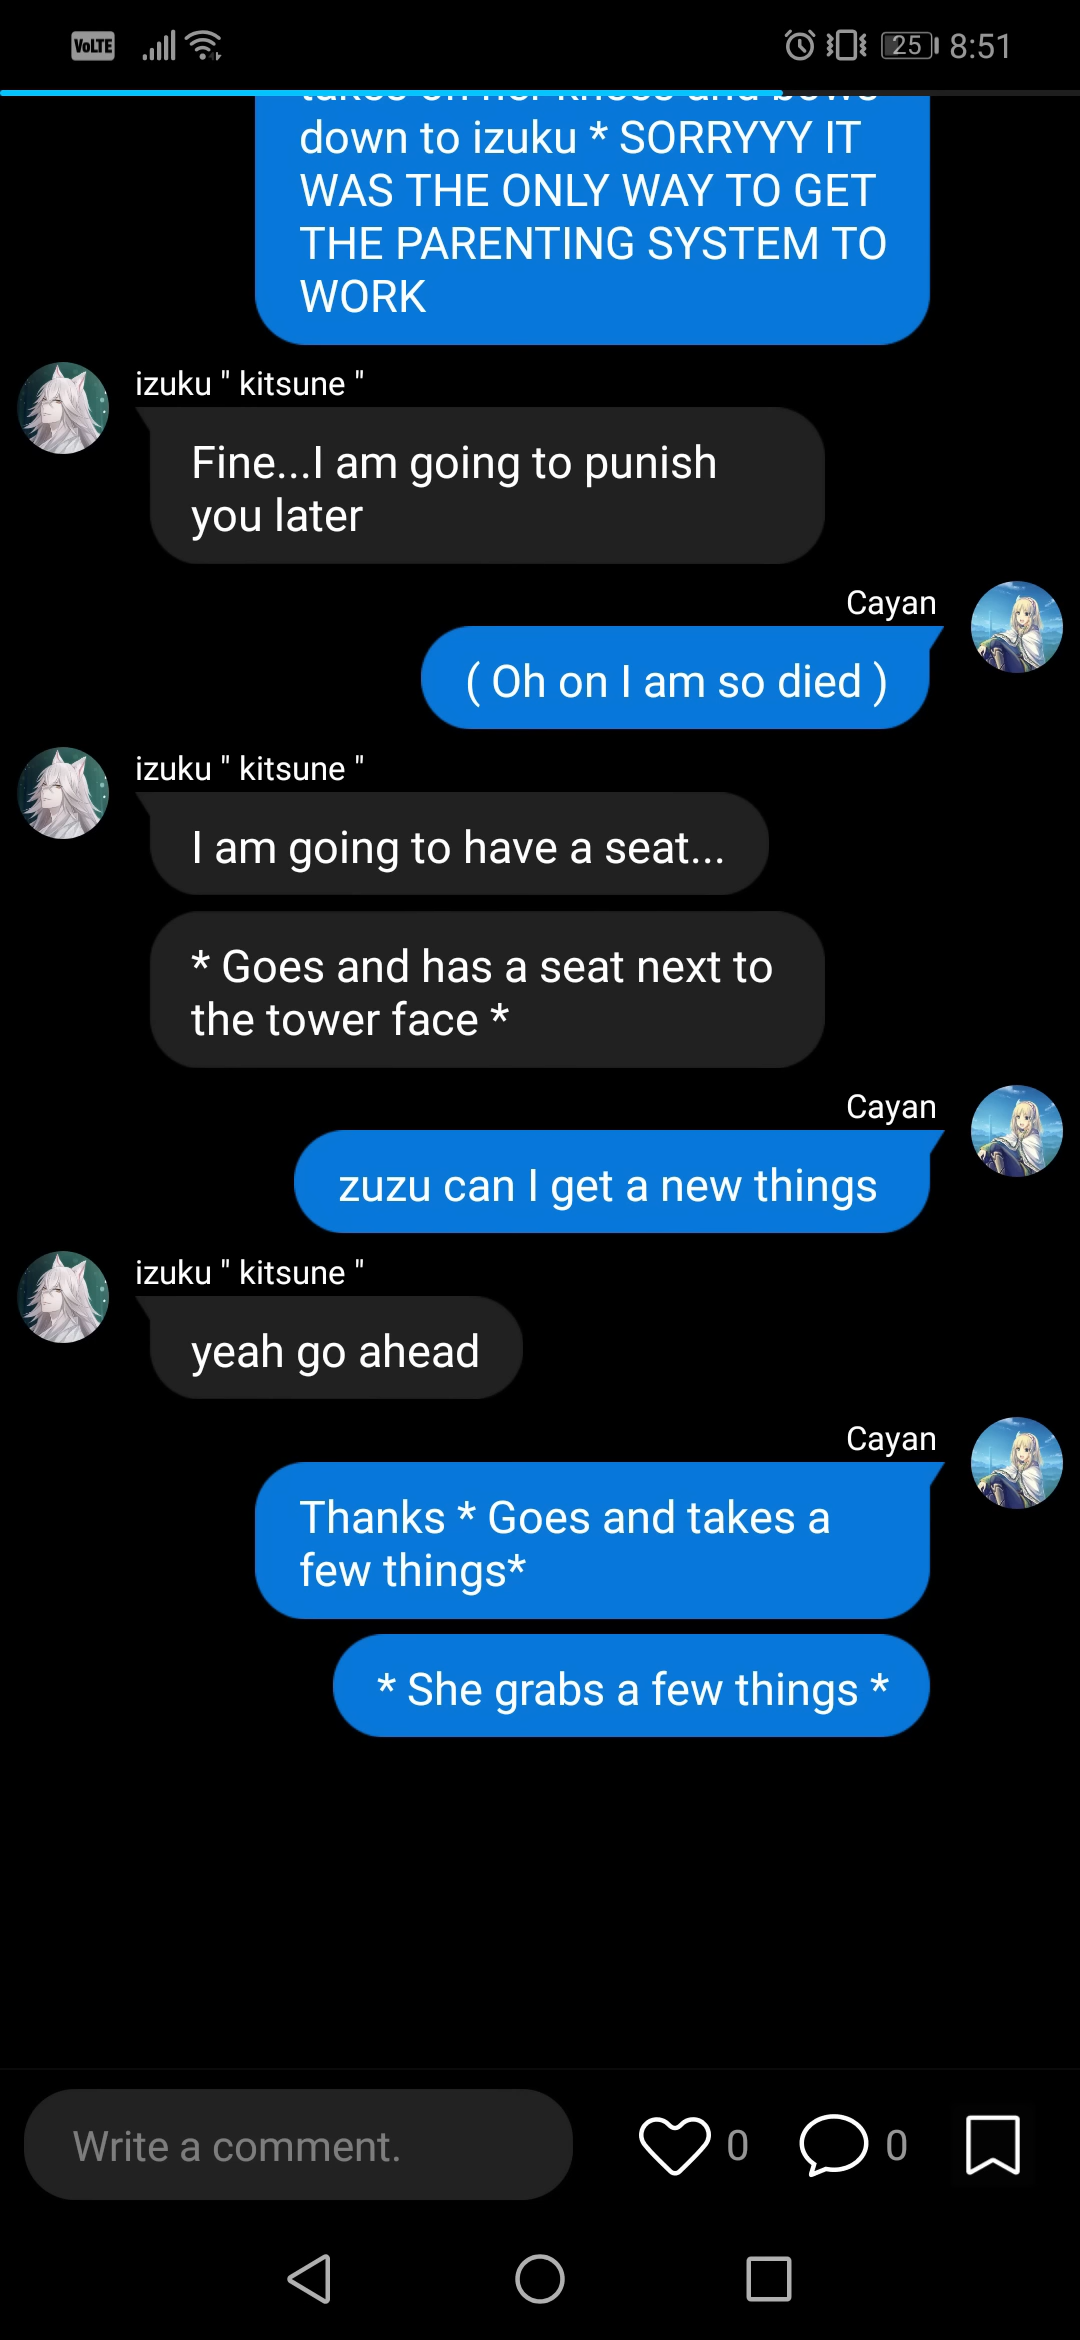 VoLTE
25 8:51
down to izuku * SORRYYY IT
WAS THE ONLY WAY TO GET
THE PARENTING SYSTEM TO
WORK
izuku " kitsune "
Fine...I am going to punish
you later
Cayan
( Oh on I am so died )
izuku " kitsune "
I am going to have a seat...
* Goes and has a seat next to
the tower face *
Cayan
zuzu can I get a new things
izuku " kitsune "
yeah go ahead
Cayan
Thanks * Goes and takes a
few things*
* She grabs a few things *
Write a comment.
0
0